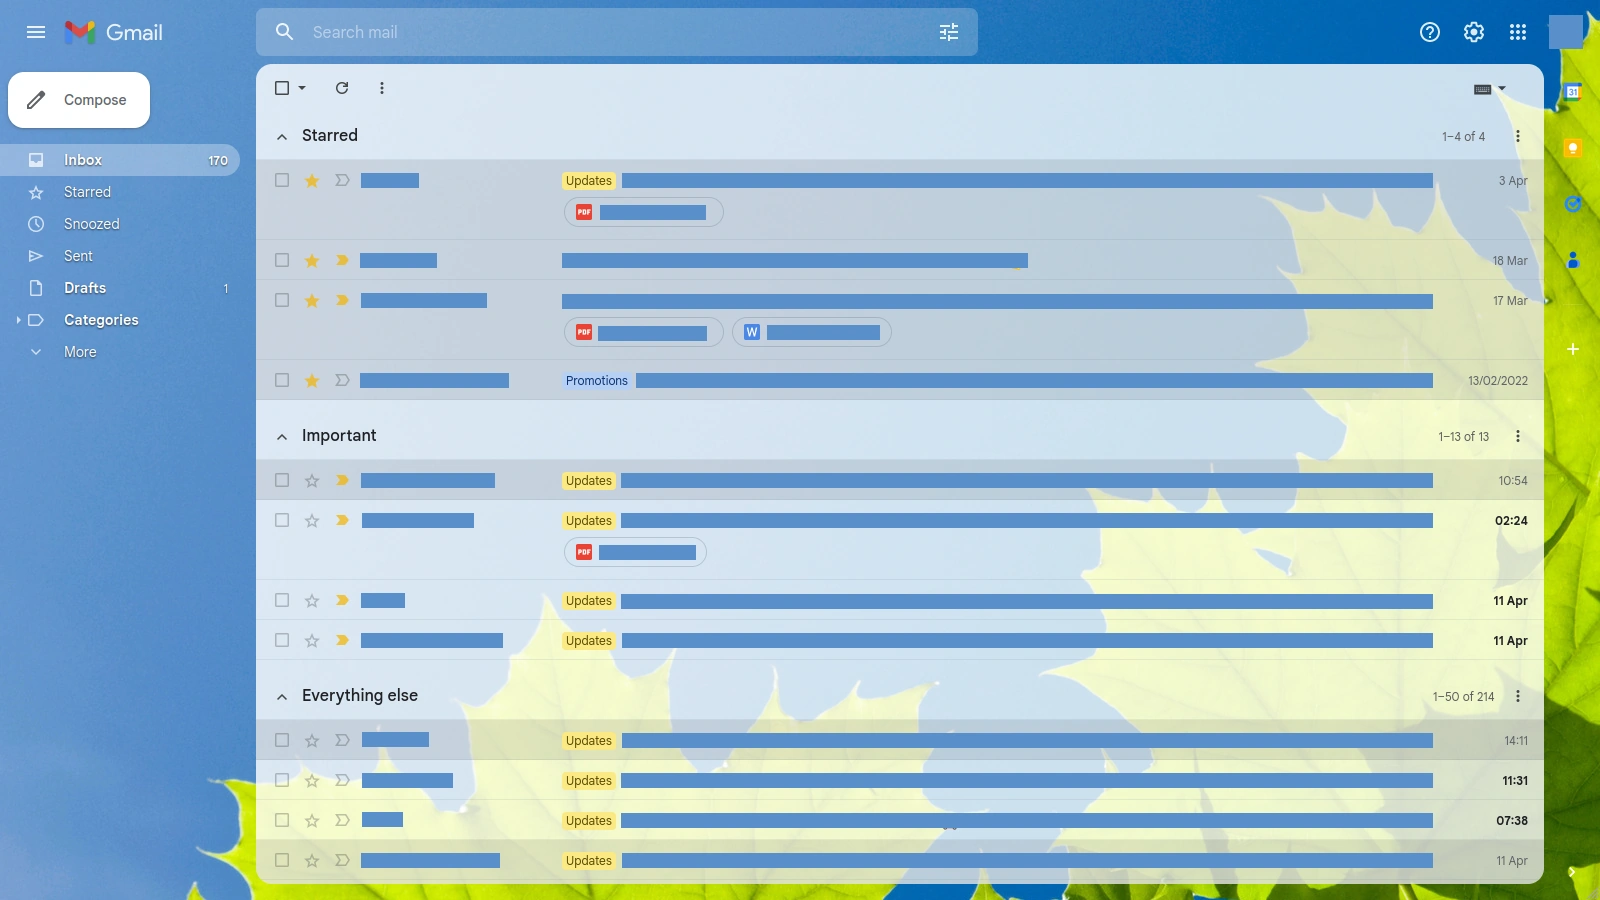 Gmail
Search mail
Compose
Inbox 170
Starred
Snoozed
Sent
Drafts 1
Categories
More
31
Starred 1–4 of 4
Updates 3 Apr
PDF
18 Mar
17 Mar
PDF W
Promotions 13/02/2022
Important 1–13 of 13
Updates 10:54
Updates 02:24
PDF
Updates 11 Apr
Updates 11 Apr
Everything else 1–50 of 214
Updates 14:11
Updates 11:31
Updates 07:38
Updates 11 Apr